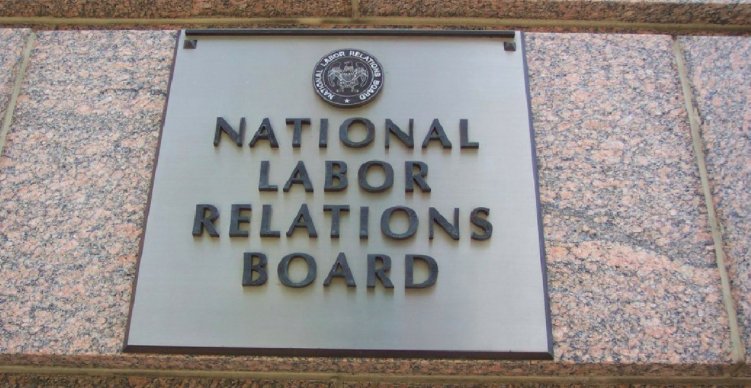 NATIONAL LABOR RELATIONS BOARD
NATIONAL
LABOR
RELATIONS
BOARD